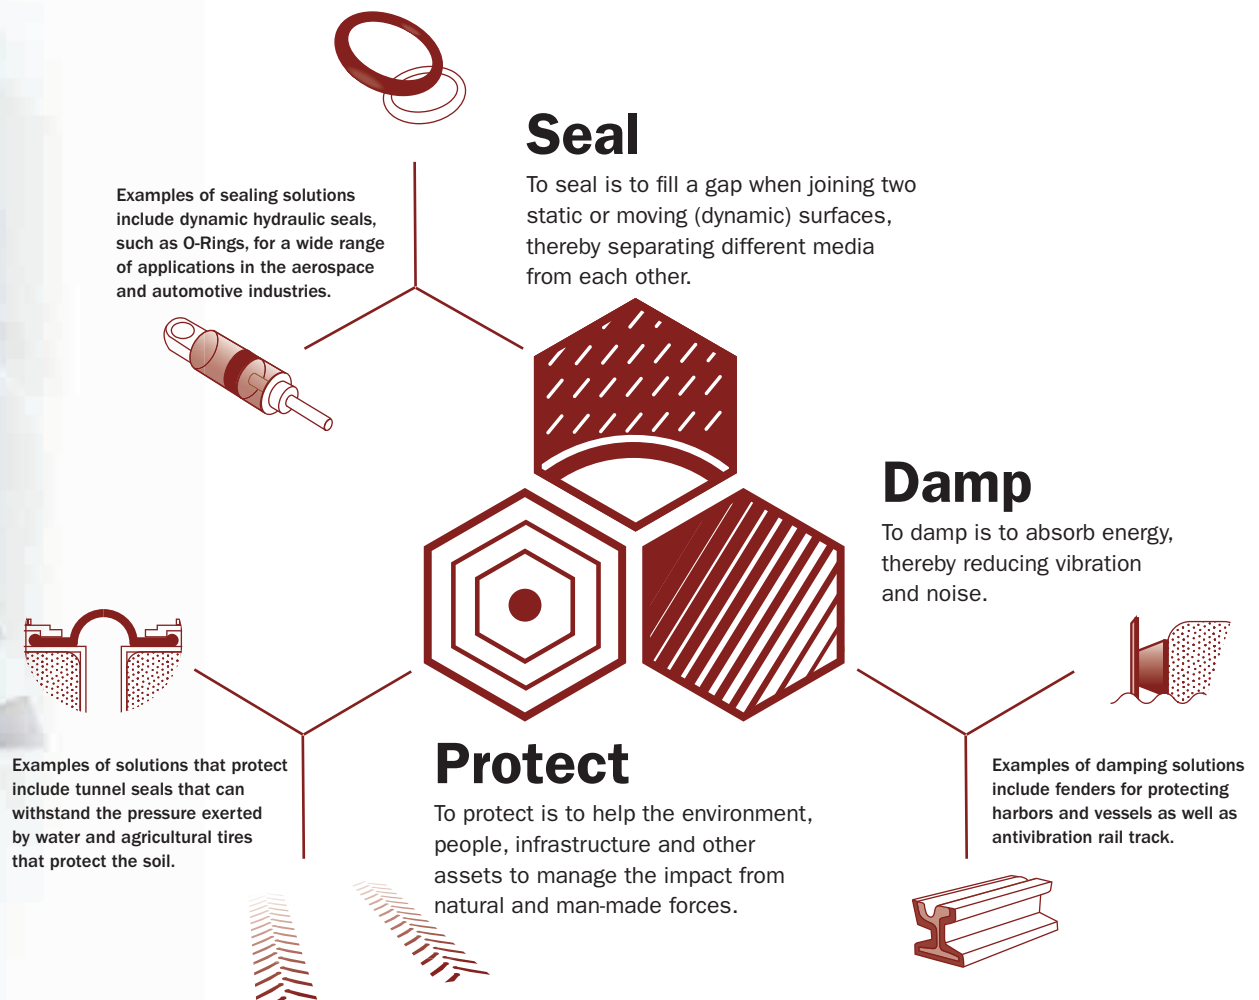 Seal
To seal is to fill a gap when joining two
static or moving (dynamic) surfaces,
thereby separating different media
from each other.
Examples of sealing solutions
include dynamic hydraulic seals,
such as O-Rings, for a wide range
of applications in the aerospace
and automotive industries.
Damp
To damp is to absorb energy,
thereby reducing vibration
and noise.
Examples of damping solutions
include fenders for protecting
harbors and vessels as well as
antivibration rail track.
Protect
To protect is to help the environment,
people, infrastructure and other
assets to manage the impact from
natural and man-made forces.
Examples of solutions that protect
include tunnel seals that can
withstand the pressure exerted
by water and agricultural tires
that protect the soil.